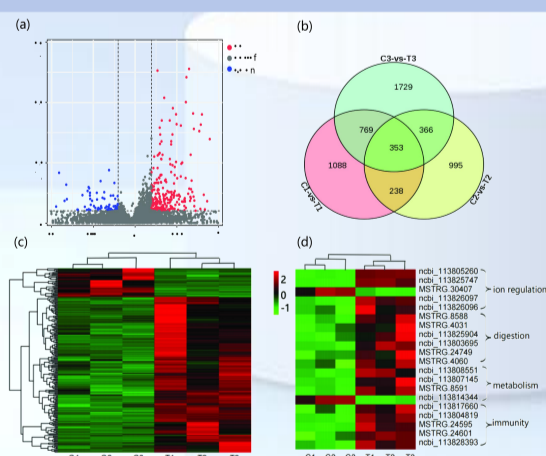 (a)
(b)
C3-vs-T3
1729
769
366
353
1088
995
238
C1-vs-T1
C2-vs-T2
(c)
(d)
2
0
-1
ncbi_113805260
ncbi_113825747
MSTRG.30407
ion regulation
ncbi_113826097
ncbi_113826096
MSTRG.8588
MSTRG.4031
ncbi_113825904
digestion
ncbi_113803695
MSTRG.24749
MSTRG.4060
ncbi_113808551
ncbi_113807145
metabolism
MSTRG.8591
ncbi_113814344
ncbi_113817660
ncbi_113804819
MSTRG.24595
immunity
MSTRG.24601
ncbi_113828393